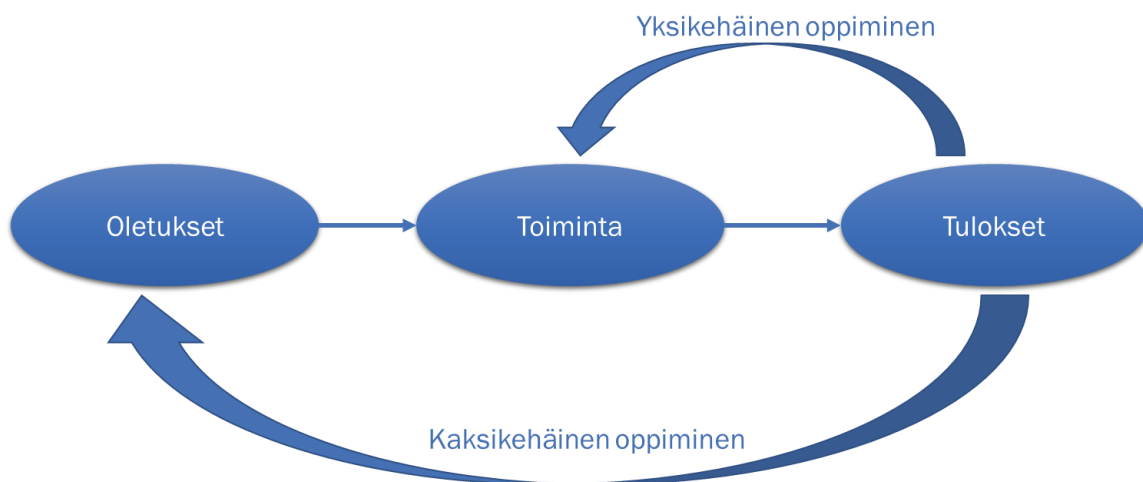 Yksikehäinen oppiminen
Oletukset
Toiminta
Tulokset
Kaksikehäinen oppiminen